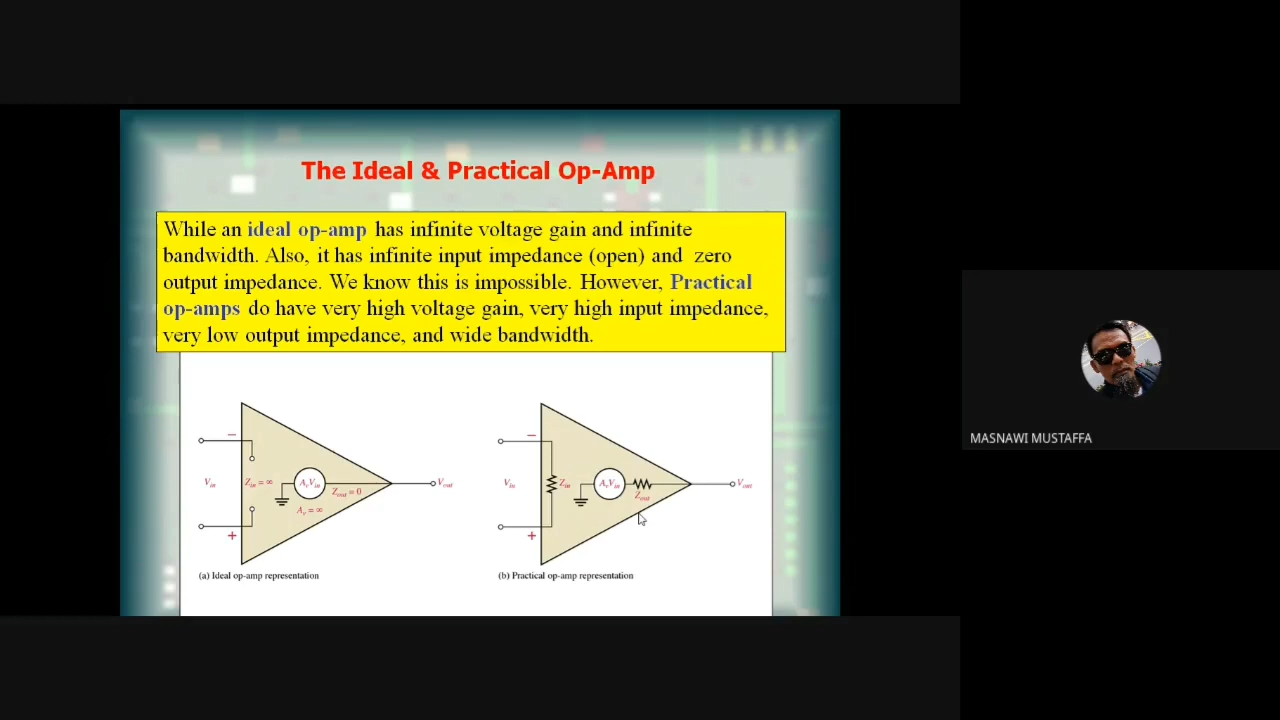 The Ideal & Practical Op-Amp
While an ideal op-amp has infinite voltage gain and infinite
bandwidth. Also, it has infinite input impedance (open) and zero
output impedance. We know this is impossible. However, Practical
op-amps do have very high voltage gain, very high input impedance,
very low output impedance, and wide bandwidth.
−
Vin
Zin = ∞
AvVin
Zout = 0
Av = ∞
Vout
+
(a) Ideal op-amp representation
−
Vin
Zin
AvVin
Zout
Vout
+
(b) Practical op-amp representation
MASNAWI MUSTAFFA